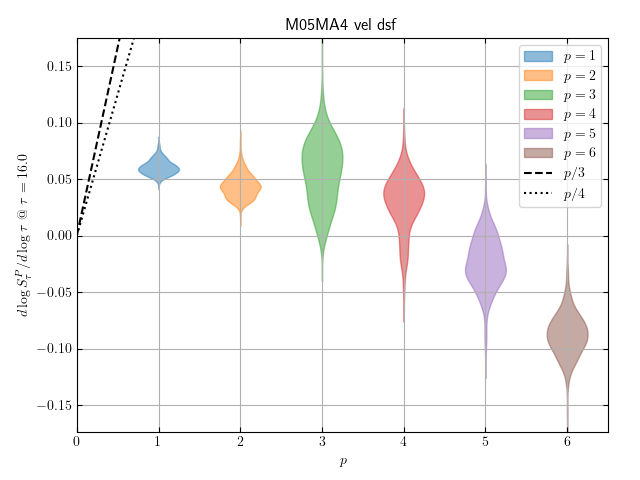 M05MA4 vel dsf
d log S_τ^P / d log τ @ τ = 16.0
0.15
0.10
0.05
0.00
−0.05
−0.10
−0.15
0 1 2 3 4 5 6
p
p = 1
p = 2
p = 3
p = 4
p = 5
p = 6
p/3
p/4